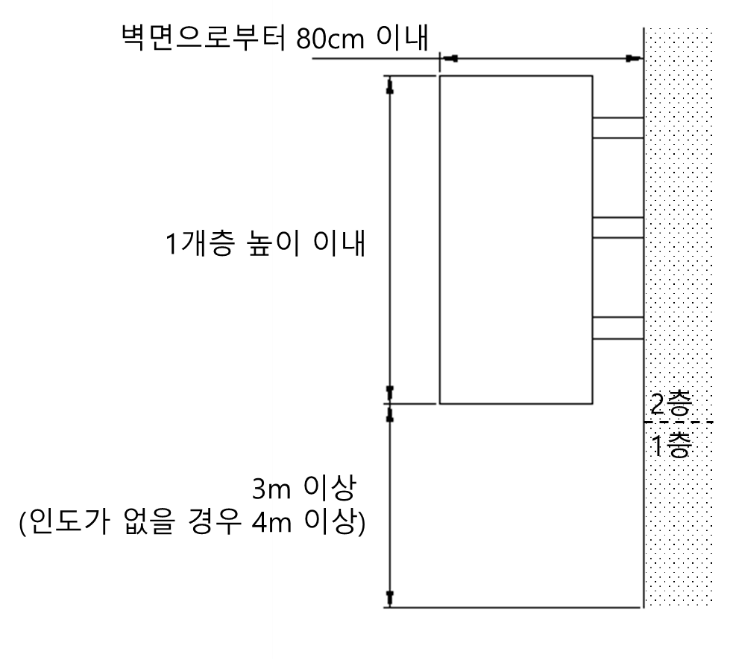 벽면으로부터 80cm 이내
1개층 높이 이내
2층
1층
3m 이상
(인도가 없을 경우 4m 이상)